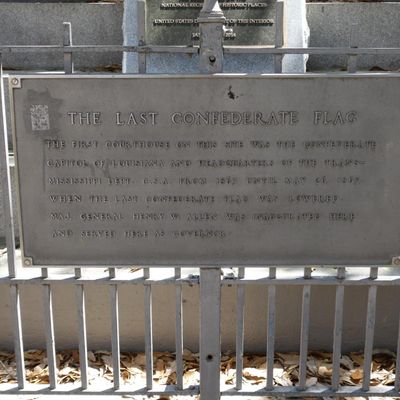 NATIONAL REGISTER OF HISTORIC PLACES
UNITED STATES DEPARTMENT OF THE INTERIOR
2014
THE LAST CONFEDERATE FLAG
THE FIRST COURTHOUSE ON THIS SITE WAS THE CONFEDERATE
CAPITOL OF LOUISIANA AND HEADQUARTERS OF THE TRANS-
MISSISSIPPI DEPT. C.S.A. FROM 1863 UNTIL MAY 26, 1865
WHEN THE LAST CONFEDERATE FLAG WAS LOWERED
MAJ. GENERAL HENRY W. ALLEN WAS INAUGURATED HERE
AND SERVED HERE AS GOVERNOR